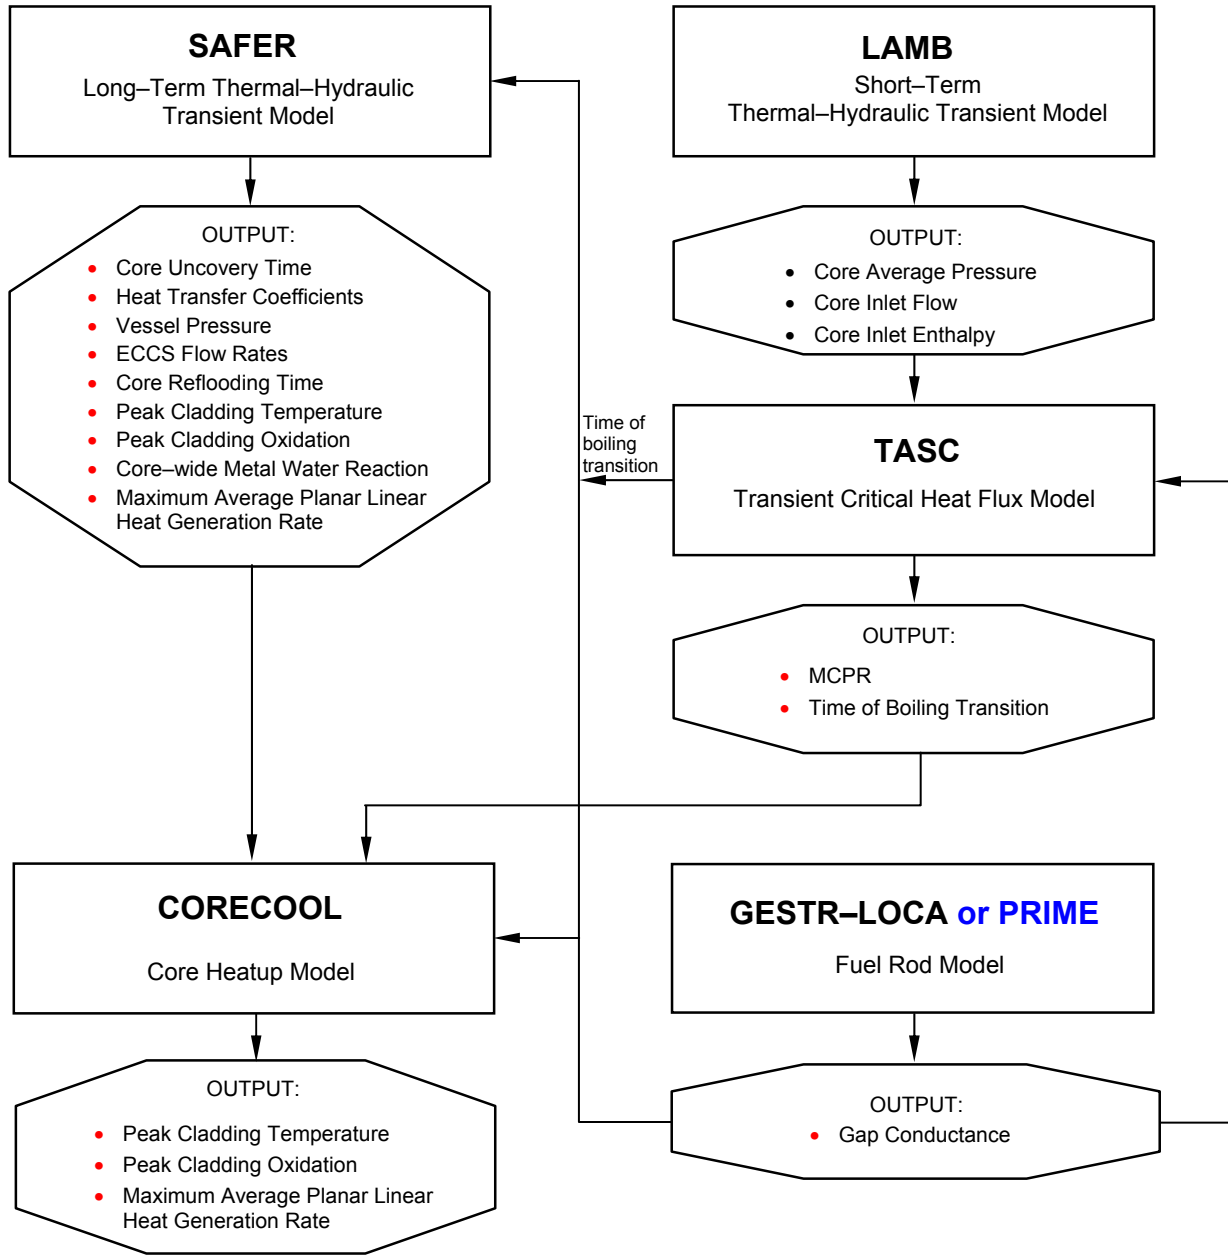 SAFER
Long–Term Thermal–Hydraulic
Transient Model
OUTPUT:
• Core Uncovery Time
• Heat Transfer Coefficients
• Vessel Pressure
• ECCS Flow Rates
• Core Reflooding Time
• Peak Cladding Temperature
• Peak Cladding Oxidation
• Core–wide Metal Water Reaction
• Maximum Average Planar Linear
Heat Generation Rate
LAMB
Short–Term
Thermal–Hydraulic Transient Model
OUTPUT:
• Core Average Pressure
• Core Inlet Flow
• Core Inlet Enthalpy
Time of
boiling
transition
TASC
Transient Critical Heat Flux Model
OUTPUT:
• MCPR
• Time of Boiling Transition
CORECOOL
Core Heatup Model
OUTPUT:
• Peak Cladding Temperature
• Peak Cladding Oxidation
• Maximum Average Planar Linear
Heat Generation Rate
GESTR–LOCA or PRIME
Fuel Rod Model
OUTPUT:
• Gap Conductance